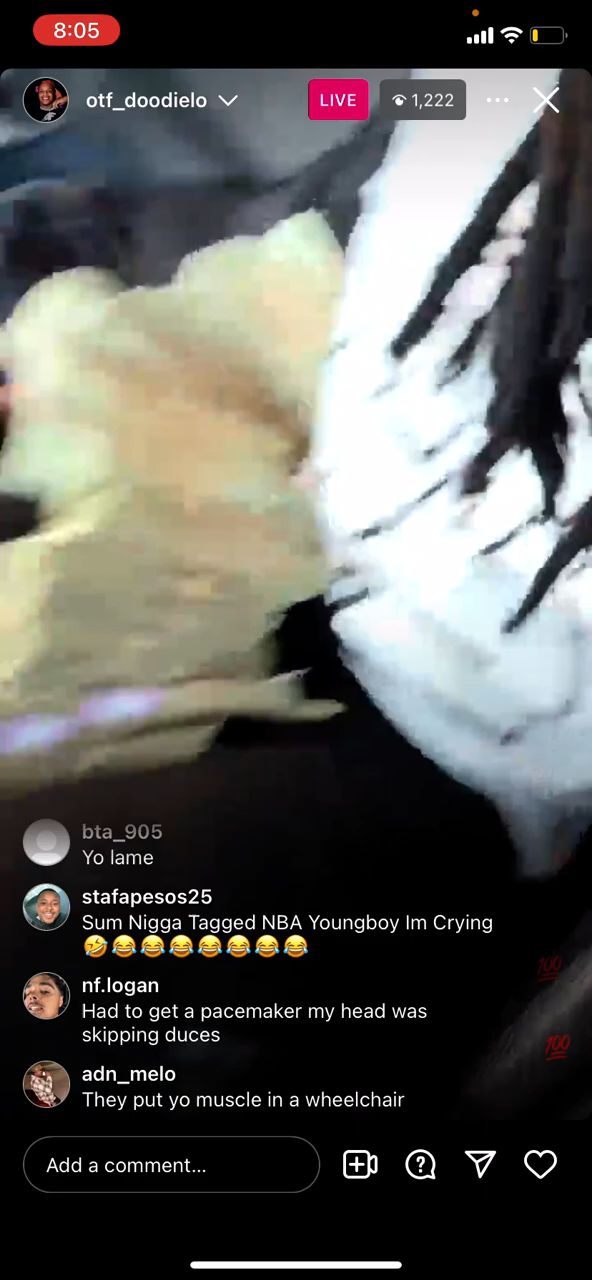 8:05
otf_doodielo
LIVE
1,222
bta_905
Yo lame
stafapesos25
Sum Nigga Tagged NBA Youngboy Im Crying
🤣😂😂😂😂😂😂😂
nf.logan
Had to get a pacemaker my head was
skipping duces
adn_melo
They put yo muscle in a wheelchair
💯
💯
Add a comment...